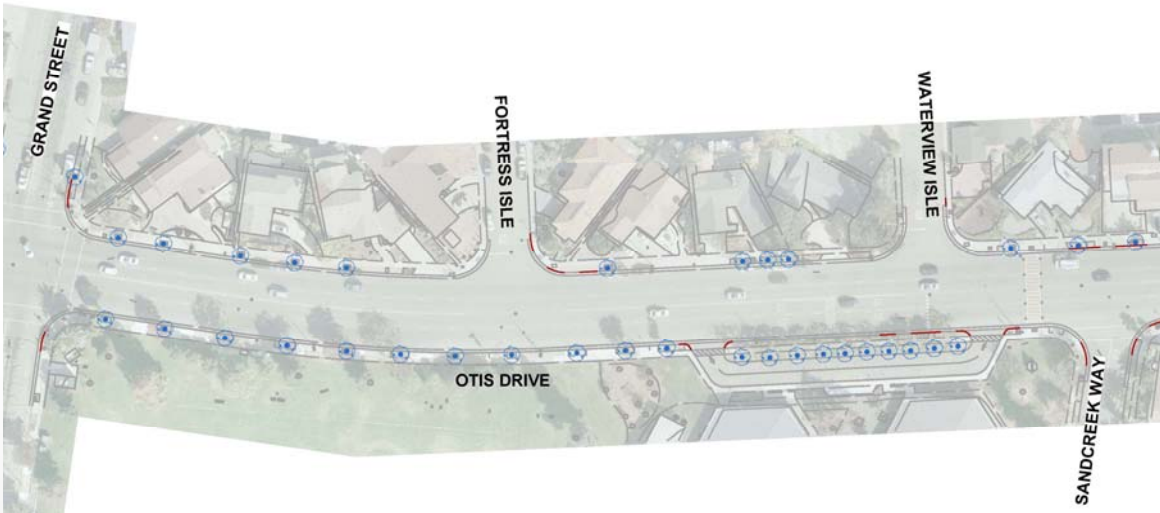 GRAND STREET
FORTRESS ISLE
WATERVIEW ISLE
OTIS DRIVE
SANDCREEK WAY